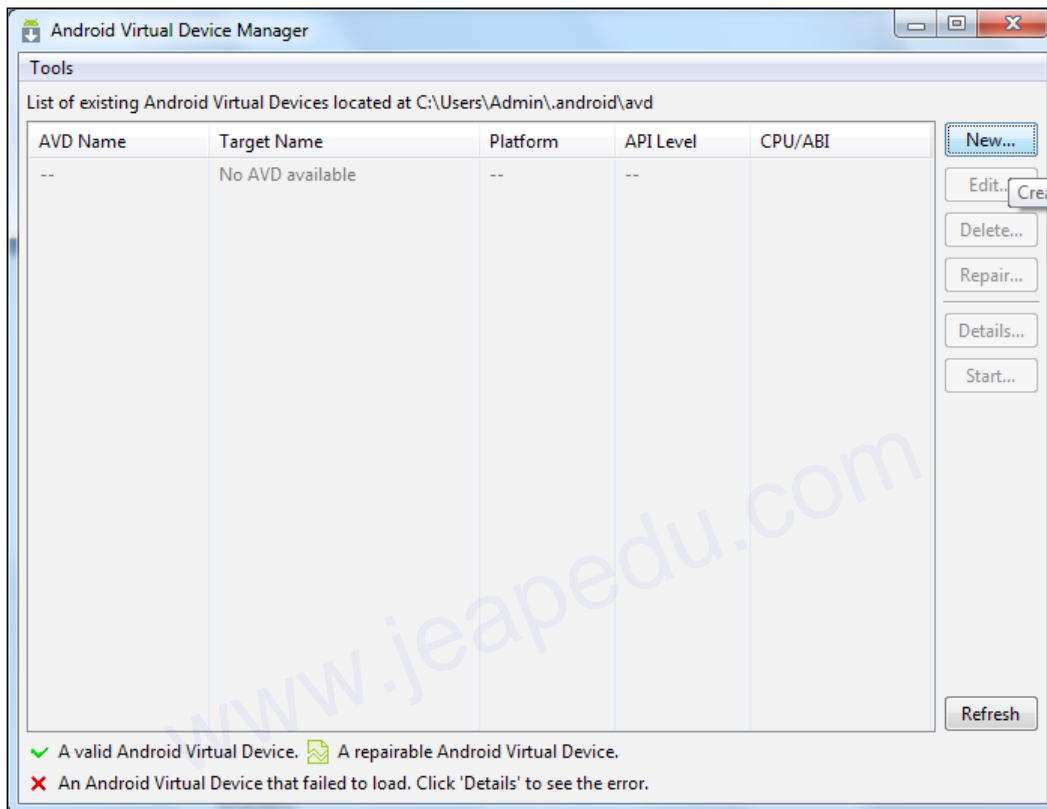 Android Virtual Device Manager
Tools
List of existing Android Virtual Devices located at C:\Users\Admin\.android\avd
AVD Name Target Name Platform API Level CPU/ABI
-- No AVD available -- --
New...
Edit...
Crea
Delete...
Repair...
Details...
Start...
www.jeapedu.com
Refresh
A valid Android Virtual Device. A repairable Android Virtual Device.
An Android Virtual Device that failed to load. Click 'Details' to see the error.